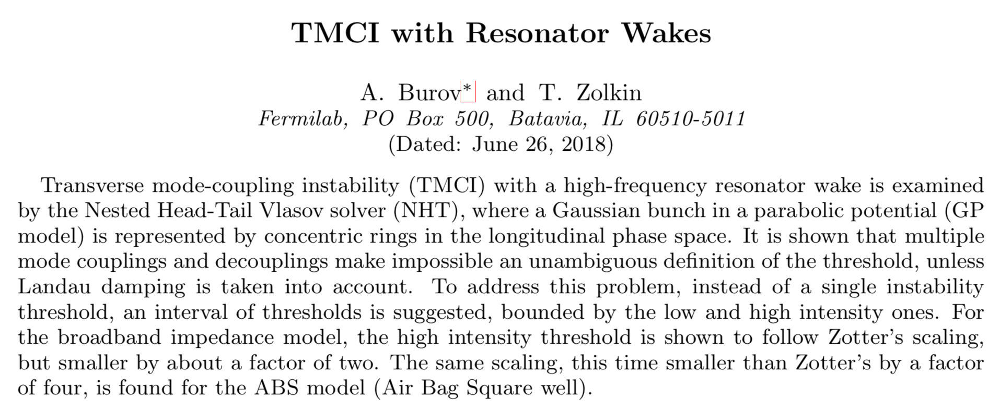 TMCI with Resonator Wakes
A. Burov* and T. Zolkin
Fermilab, PO Box 500, Batavia, IL 60510-5011
(Dated: June 26, 2018)
Transverse mode-coupling instability (TMCI) with a high-frequency resonator wake is examined
by the Nested Head-Tail Vlasov solver (NHT), where a Gaussian bunch in a parabolic potential (GP
model) is represented by concentric rings in the longitudinal phase space. It is shown that multiple
mode couplings and decouplings make impossible an unambiguous definition of the threshold, unless
Landau damping is taken into account. To address this problem, instead of a single instability
threshold, an interval of thresholds is suggested, bounded by the low and high intensity ones. For
the broadband impedance model, the high intensity threshold is shown to follow Zotter's scaling,
but smaller by about a factor of two. The same scaling, this time smaller than Zotter's by a factor
of four, is found for the ABS model (Air Bag Square well).